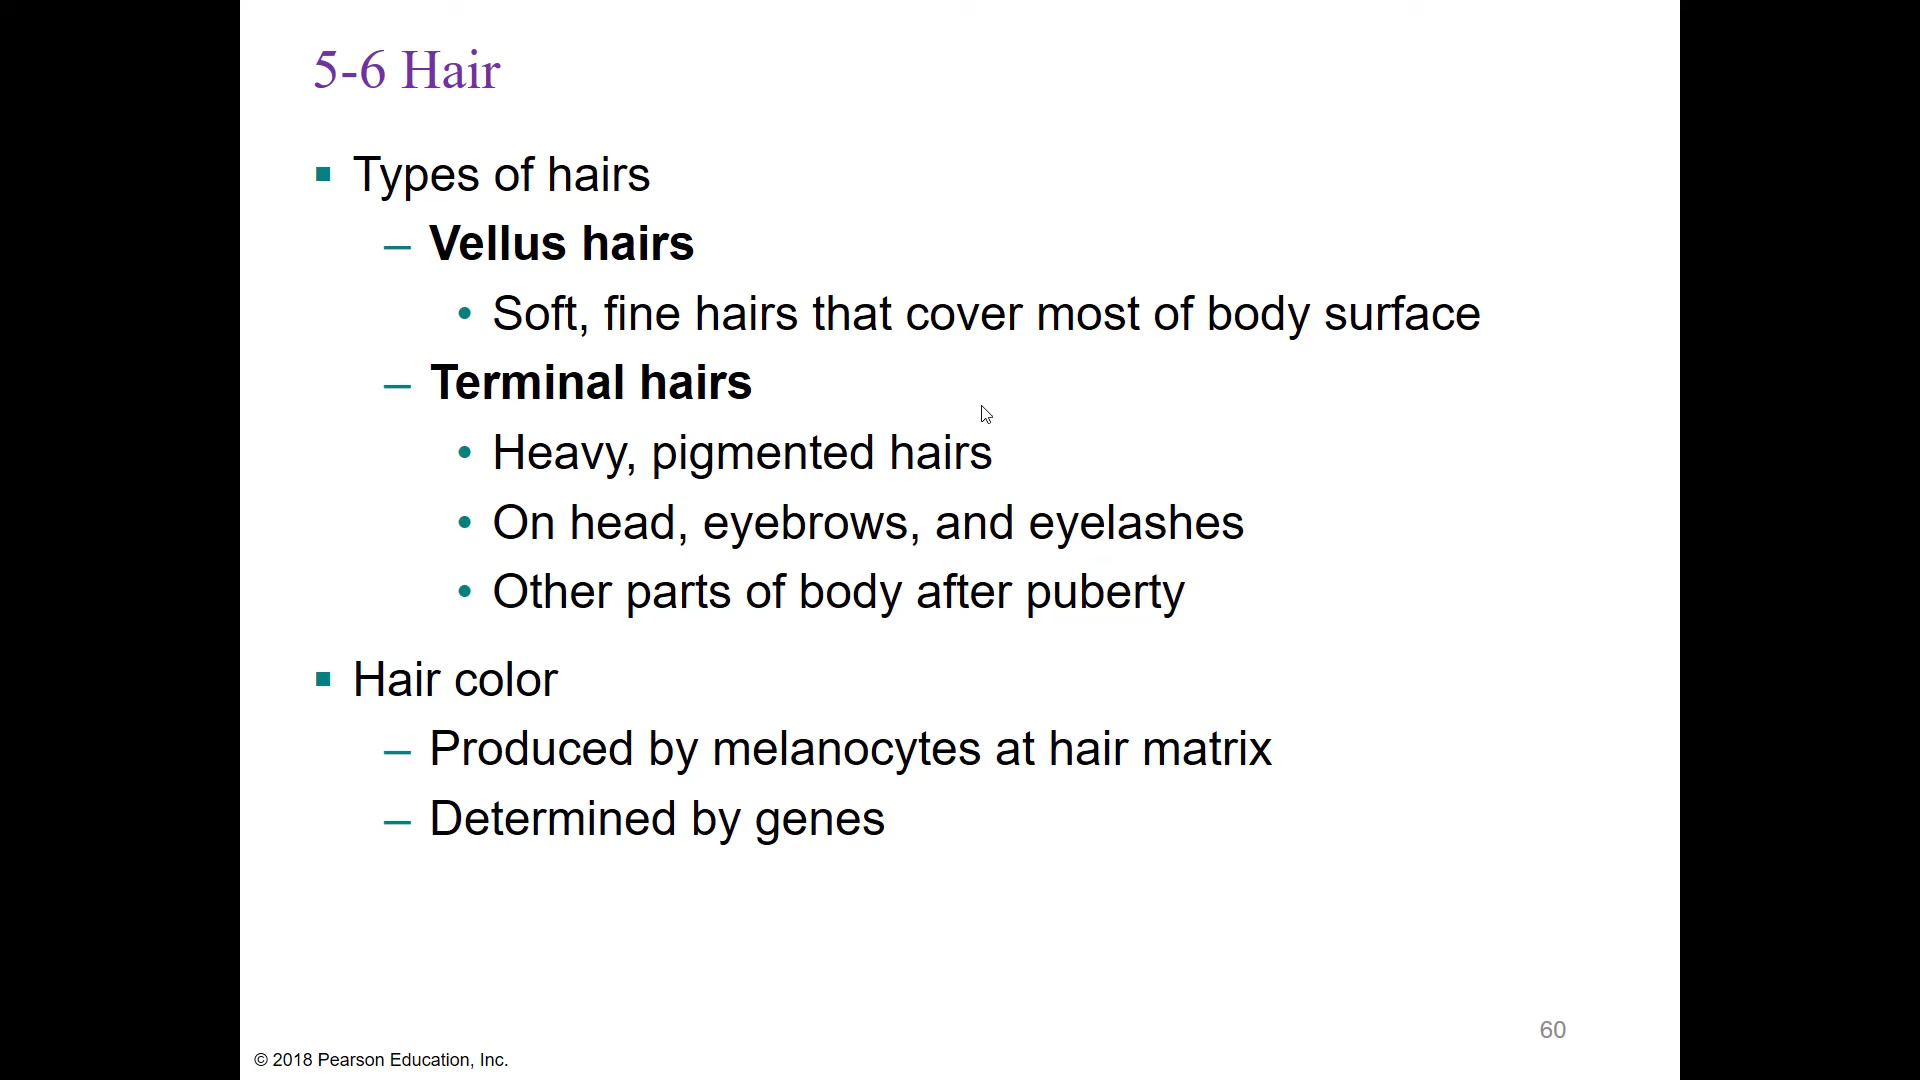 5-6 Hair
▪ Types of hairs
– Vellus hairs
• Soft, fine hairs that cover most of body surface
– Terminal hairs
• Heavy, pigmented hairs
• On head, eyebrows, and eyelashes
• Other parts of body after puberty
▪ Hair color
– Produced by melanocytes at hair matrix
– Determined by genes
60
© 2018 Pearson Education, Inc.